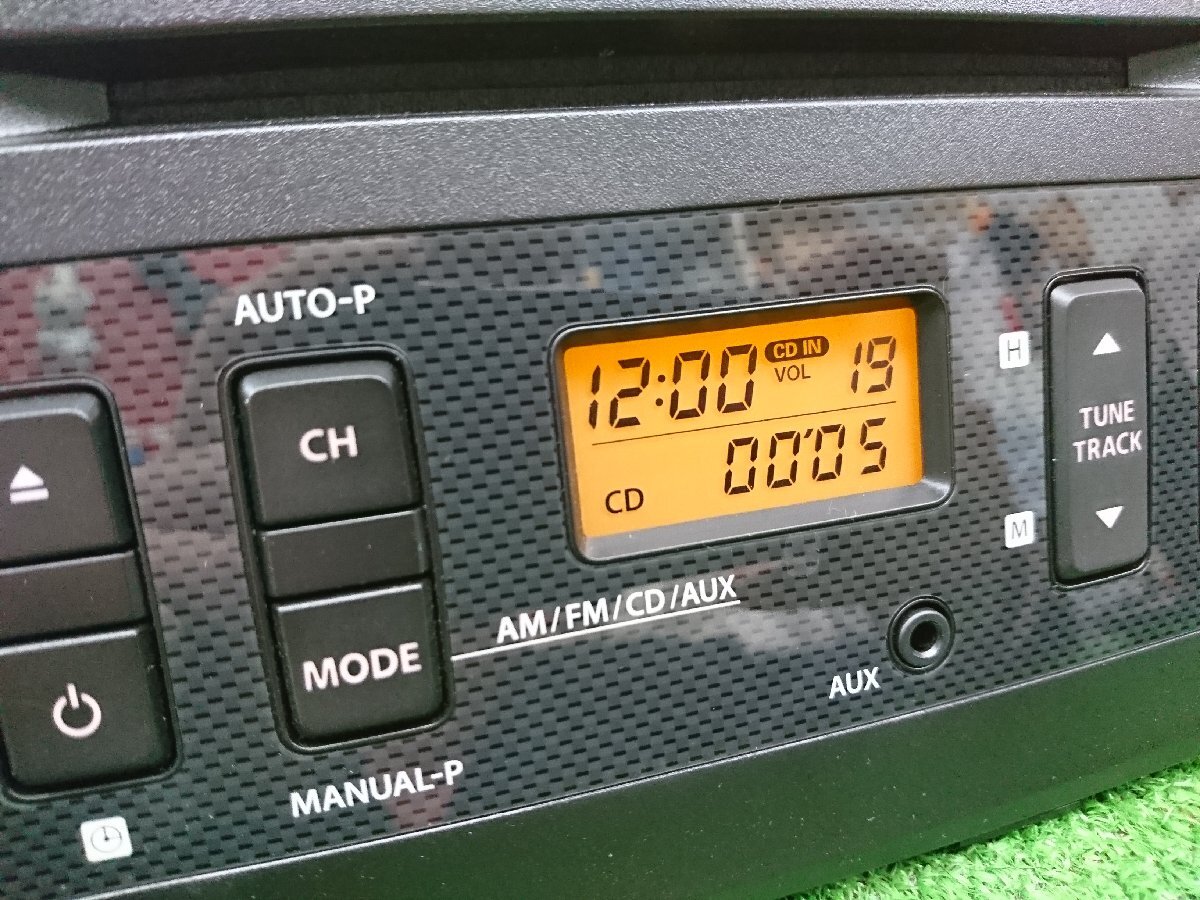 AUTO-P
CH
MODE
MANUAL-P
AM/FM/CD/AUX
12:00 CD IN VOL 19
CD 00'05
AUX
H
M
TUNE
TRACK